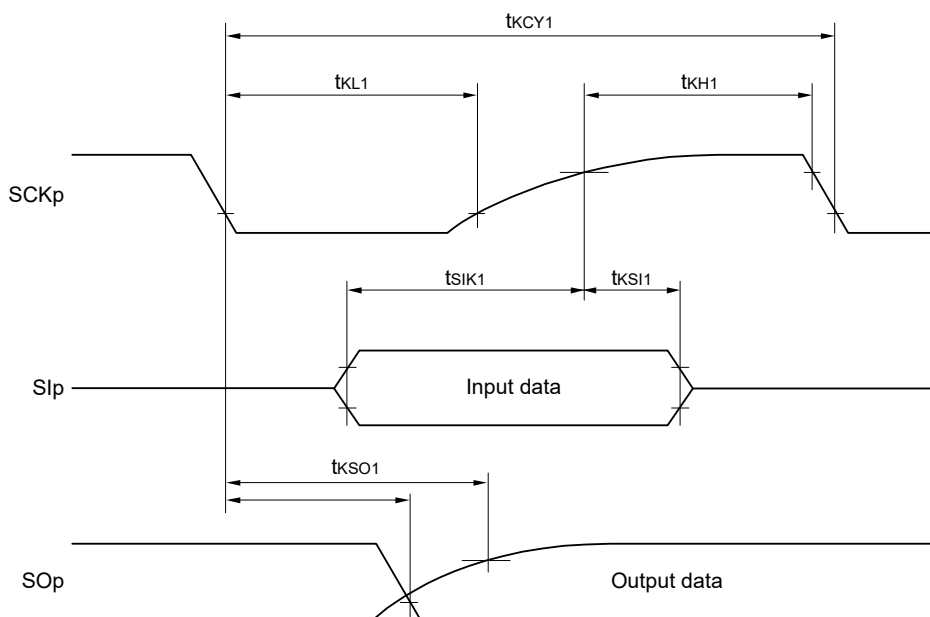 tKCY1
tKL1
tKH1
SCKp
tSIK1
tKSI1
SIp
Input data
tKSO1
SOp
Output data